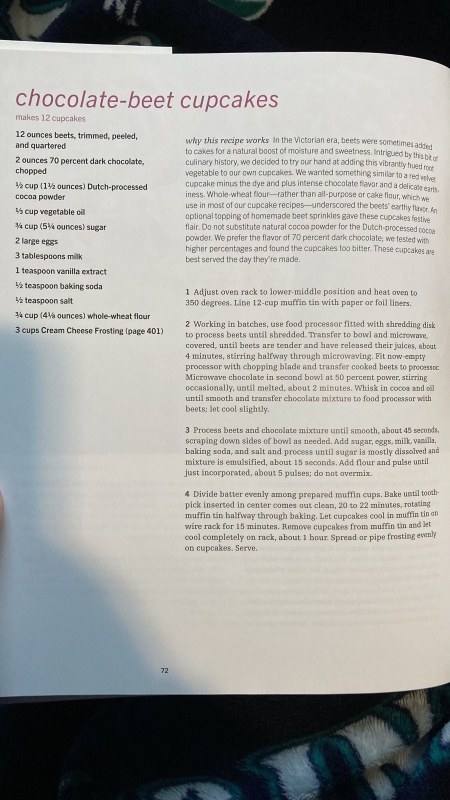 chocolate-beet cupcakes
makes 12 cupcakes
12 ounces beets, trimmed, peeled,
and quartered
2 ounces 70 percent dark chocolate,
chopped
½ cup (1½ ounces) Dutch-processed
cocoa powder
⅓ cup vegetable oil
¾ cup (5¼ ounces) sugar
2 large eggs
3 tablespoons milk
1 teaspoon vanilla extract
½ teaspoon baking soda
½ teaspoon salt
¾ cup (4⅛ ounces) whole-wheat flour
3 cups Cream Cheese Frosting (page 401)
why this recipe works In the Victorian era, beets were sometimes added
to cakes for a natural boost of moisture and sweetness. Intrigued by this bit of
culinary history, we decided to try our hand at adding this vibrantly hued root
vegetable to our own cupcakes. We wanted something similar to a red velvet
cupcake minus the dye and plus intense chocolate flavor and a delicate earth-
iness. Whole-wheat flour—rather than all-purpose or cake flour, which we
use in most of our cupcake recipes—underscored the beets' earthy flavor. An
optional topping of homemade beet sprinkles gave these cupcakes festive
flair. Do not substitute natural cocoa powder for the Dutch-processed cocoa
powder. We prefer the flavor of 70 percent dark chocolate; we tested with
higher percentages and found the cupcakes too bitter. These cupcakes are
best served the day they're made.
1 Adjust oven rack to lower-middle position and heat oven to
350 degrees. Line 12-cup muffin tin with paper or foil liners.
2 Working in batches, use food processor fitted with shredding disk
to process beets until shredded. Transfer to bowl and microwave,
covered, until beets are tender and have released their juices, about
4 minutes, stirring halfway through microwaving. Fit now-empty
processor with chopping blade and transfer cooked beets to processor.
Microwave chocolate in second bowl at 50 percent power, stirring
occasionally, until melted, about 2 minutes. Whisk in cocoa and oil
until smooth and transfer chocolate mixture to food processor with
beets; let cool slightly.
3 Process beets and chocolate mixture until smooth, about 45 seconds,
scraping down sides of bowl as needed. Add sugar, eggs, milk, vanilla,
baking soda, and salt and process until sugar is mostly dissolved and
mixture is emulsified, about 15 seconds. Add flour and pulse until
just incorporated, about 5 pulses; do not overmix.
4 Divide batter evenly among prepared muffin cups. Bake until tooth-
pick inserted in center comes out clean, 20 to 22 minutes, rotating
muffin tin halfway through baking. Let cupcakes cool in muffin tin on
wire rack for 15 minutes. Remove cupcakes from muffin tin and let
cool completely on rack, about 1 hour. Spread or pipe frosting evenly
on cupcakes. Serve.
72